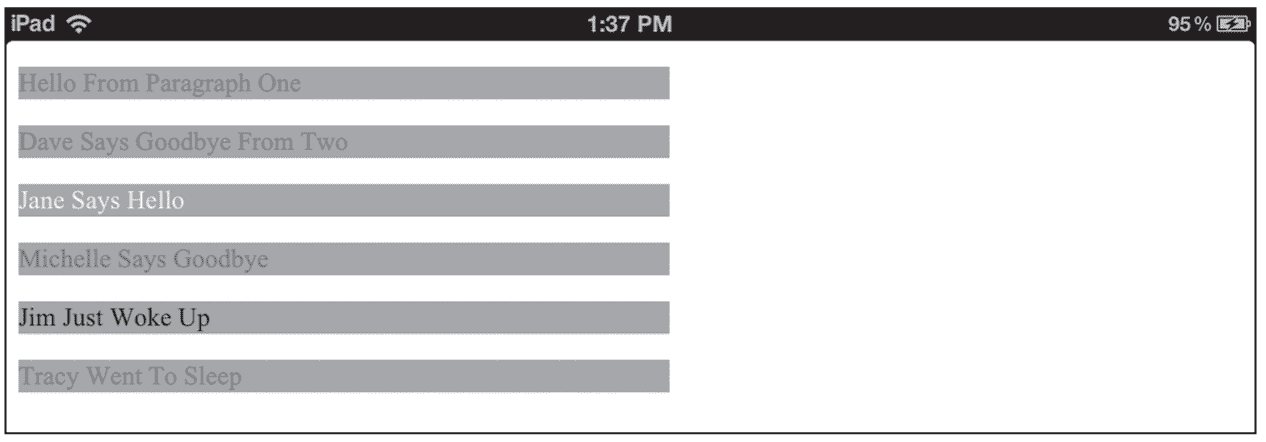 iPad 1:37 PM 95%
Hello From Paragraph One
Dave Says Goodbye From Two
Jane Says Hello
Michelle Says Goodbye
Jim Just Woke Up
Tracy Went To Sleep